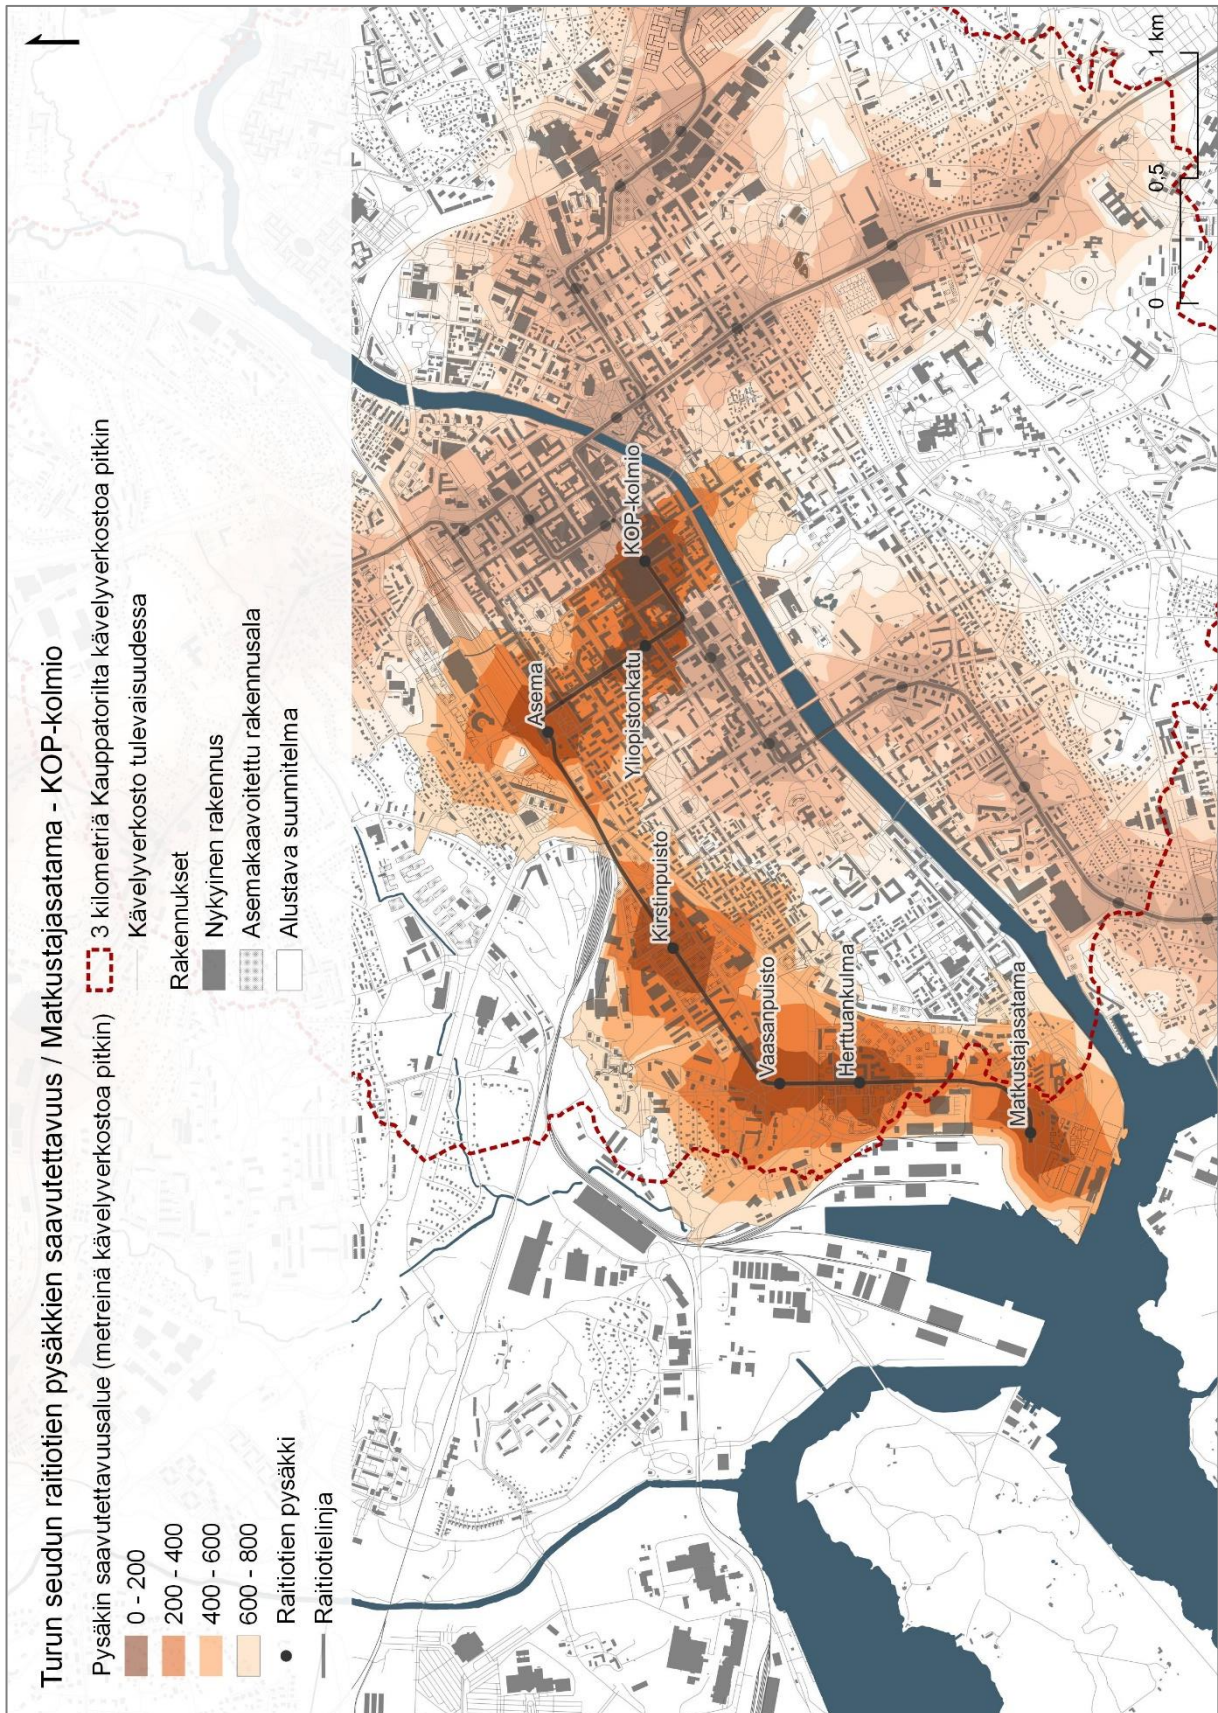 Turun seudun raitiotien pysäkkien saavutettavuus / Matkustajasatama - KOP-kolmio
Pysäkin saavutettavuusalue (metreinä kävelyverkostoa pitkin)
0 - 200
200 - 400
400 - 600
600 - 800
Raitiotien pysäkki
Raitiotielinja
3 kilometriä Kauppatorilta kävelyverkostoa pitkin
Kävelyverkosto tulevaisuudessa
Rakennukset
Nykyinen rakennus
Asemakaavoitettu rakennusala
Alustava suunnitelma
Asema
KOP-kolmio
Yliopistonkatu
Kirstinpuisto
Vaasanpuisto
Herttuankulma
Matkustajasatama
0
0,5
1 km